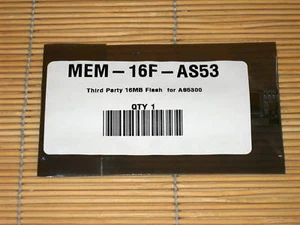 MEM-16F-AS53
Third Party 16MB Flash for AS5300
QTY 1